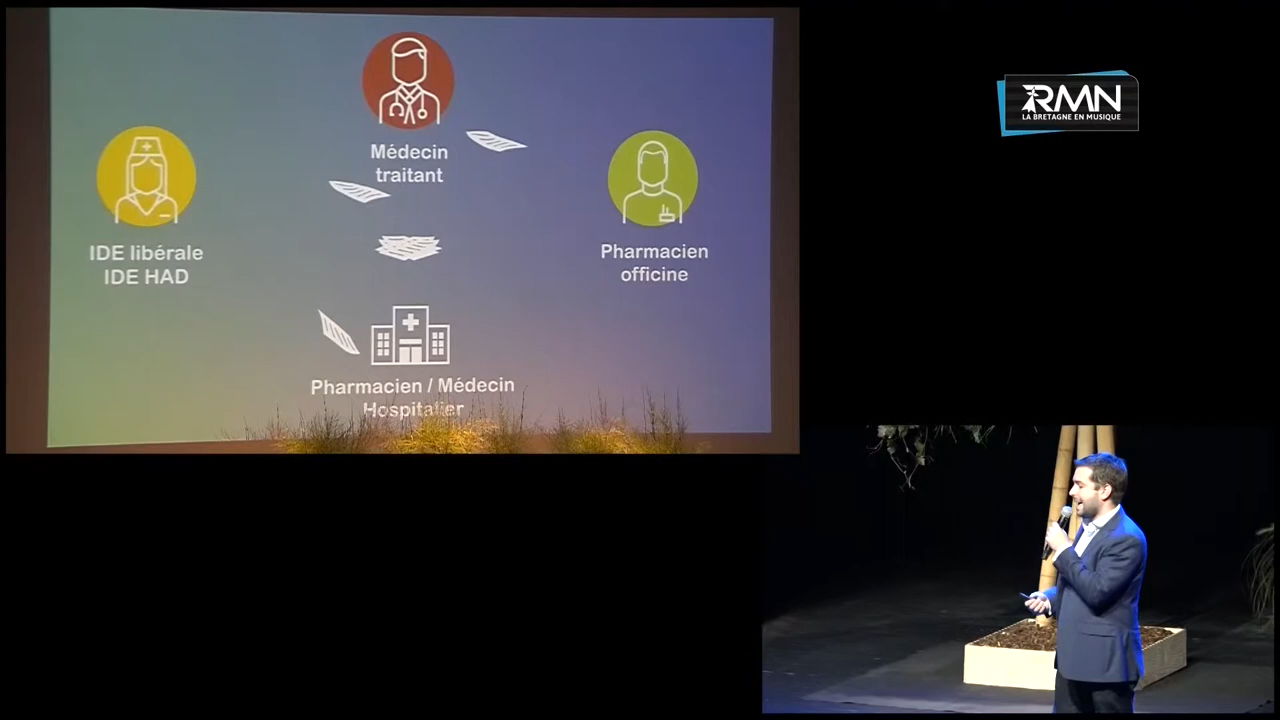 Médecin
traitant
IDE libérale
IDE HAD
Pharmacien
officine
Pharmacien / Médecin
Hospitalier
RMN
LA BRETAGNE EN MUSIQUE